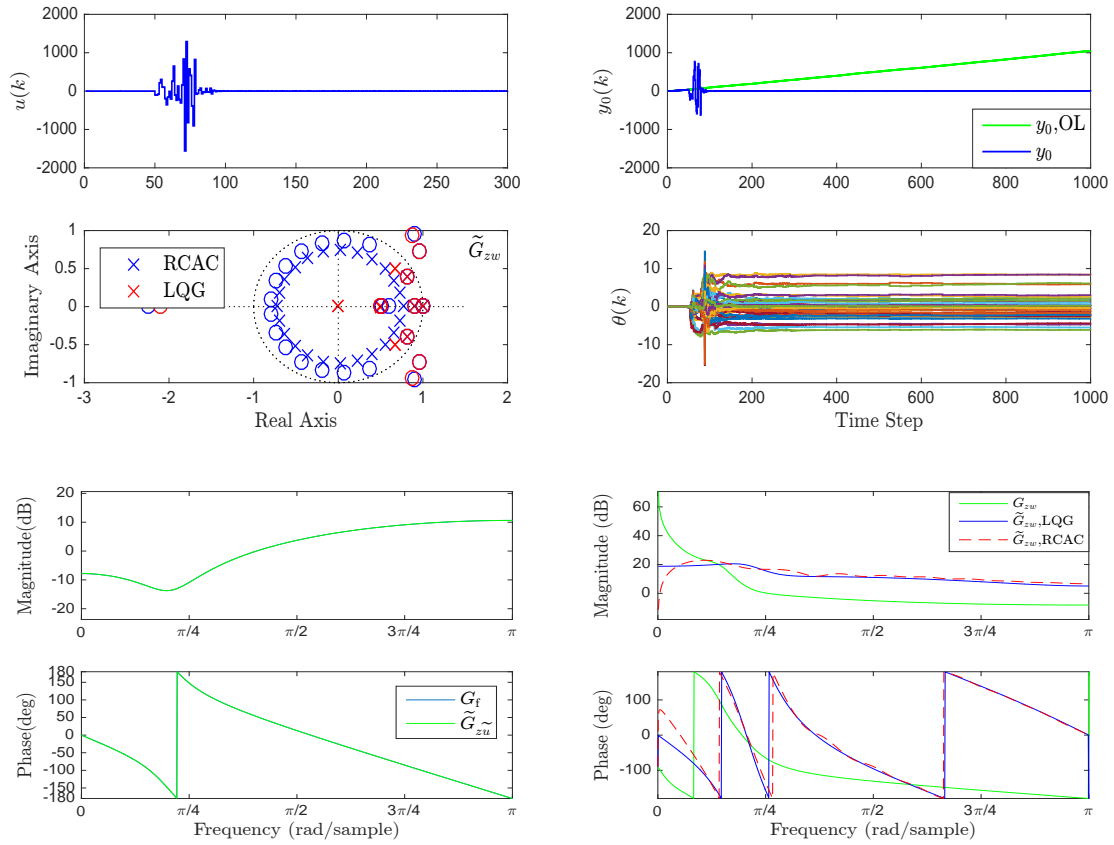 2000
1000
0
-1000
-2000
0 50 100 150 200 250 300
u(k)
2000
1000
0
-1000
-2000
0 200 400 600 800 1000
y₀(k)
y₀,OL
y₀
1
0.5
0
-0.5
-1
-3 -2 -1 0 1 2
Imaginary Axis
Real Axis
RCAC
LQG
G̃zw
20
10
0
-10
-20
0 200 400 600 800 1000
θ(k)
Time Step
20
10
0
-10
-20
0 π/4 π/2 3π/4 π
Magnitude(dB)
60
40
20
0
0 π/4 π/2 3π/4 π
Magnitude (dB)
Gzw
G̃zw,LQG
G̃zw,RCAC
180
150
100
50
0
-50
-100
-150
-180
0 π/4 π/2 3π/4 π
Phase(deg)
Frequency (rad/sample)
Gf
G̃zũ
100
0
-100
0 π/4 π/2 3π/4 π
Phase (deg)
Frequency (rad/sample)